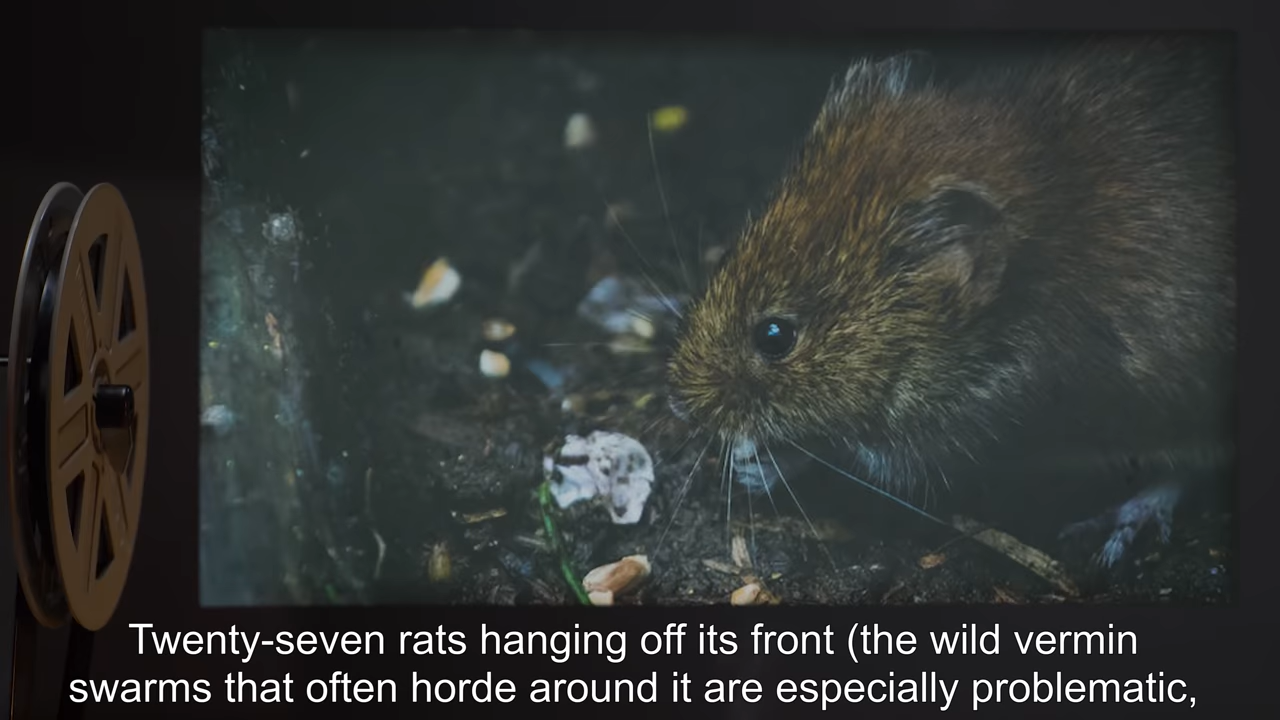 Twenty-seven rats hanging off its front (the wild vermin
swarms that often horde around it are especially problematic,